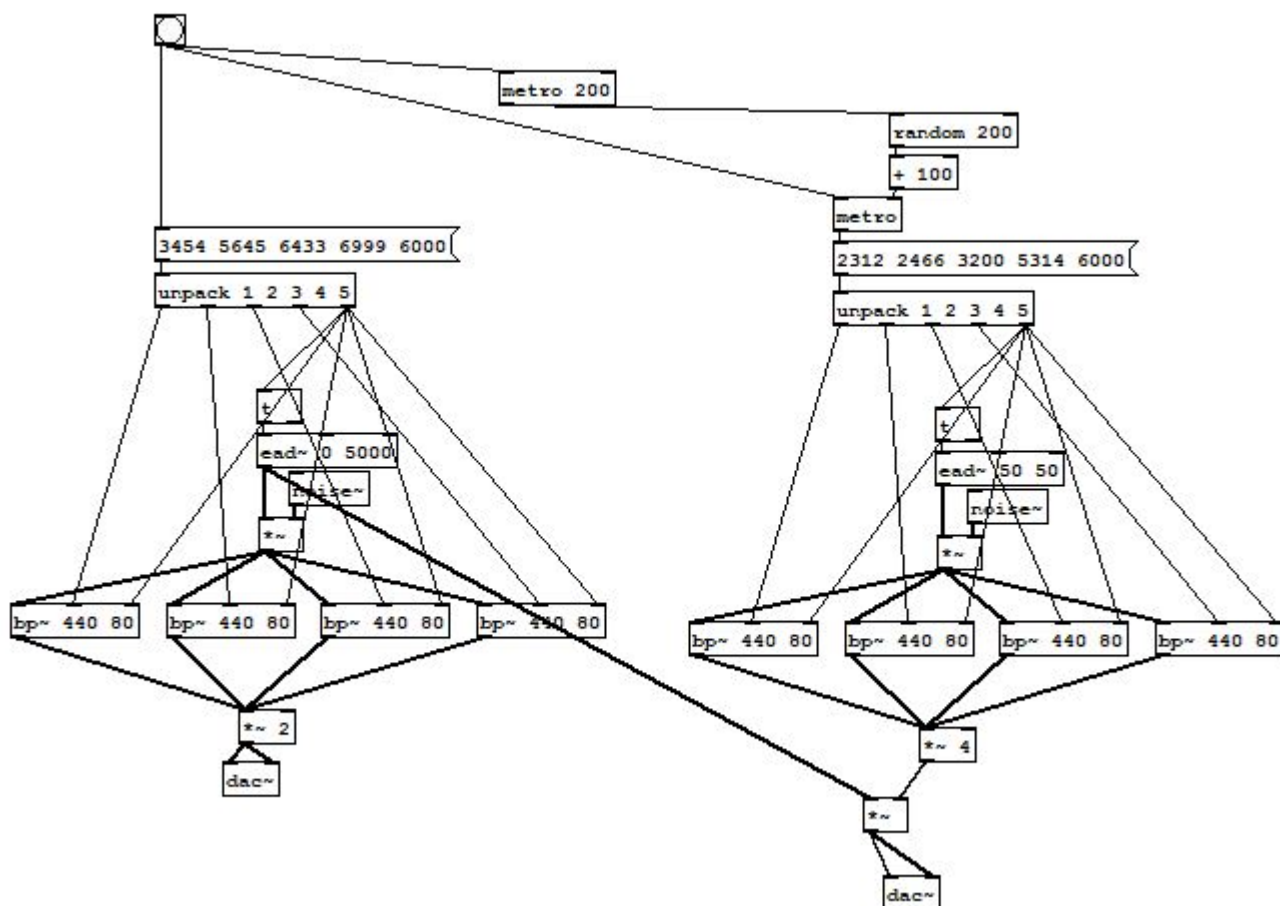 metro 200
random 200
+ 100
metro
3454 5645 6433 6999 6000
2312 2466 3200 5314 6000
unpack 1 2 3 4 5
unpack 1 2 3 4 5
t
t
ead~ 0 5000
ead~ 50 50
noise~
noise~
*~
*~
bp~ 440 80
bp~ 440 80
bp~ 440 80
bp~ 440 80
bp~ 440 80
bp~ 440 80
bp~ 440 80
bp~ 440 80
*~ 2
*~ 4
dac~
*~
dac~